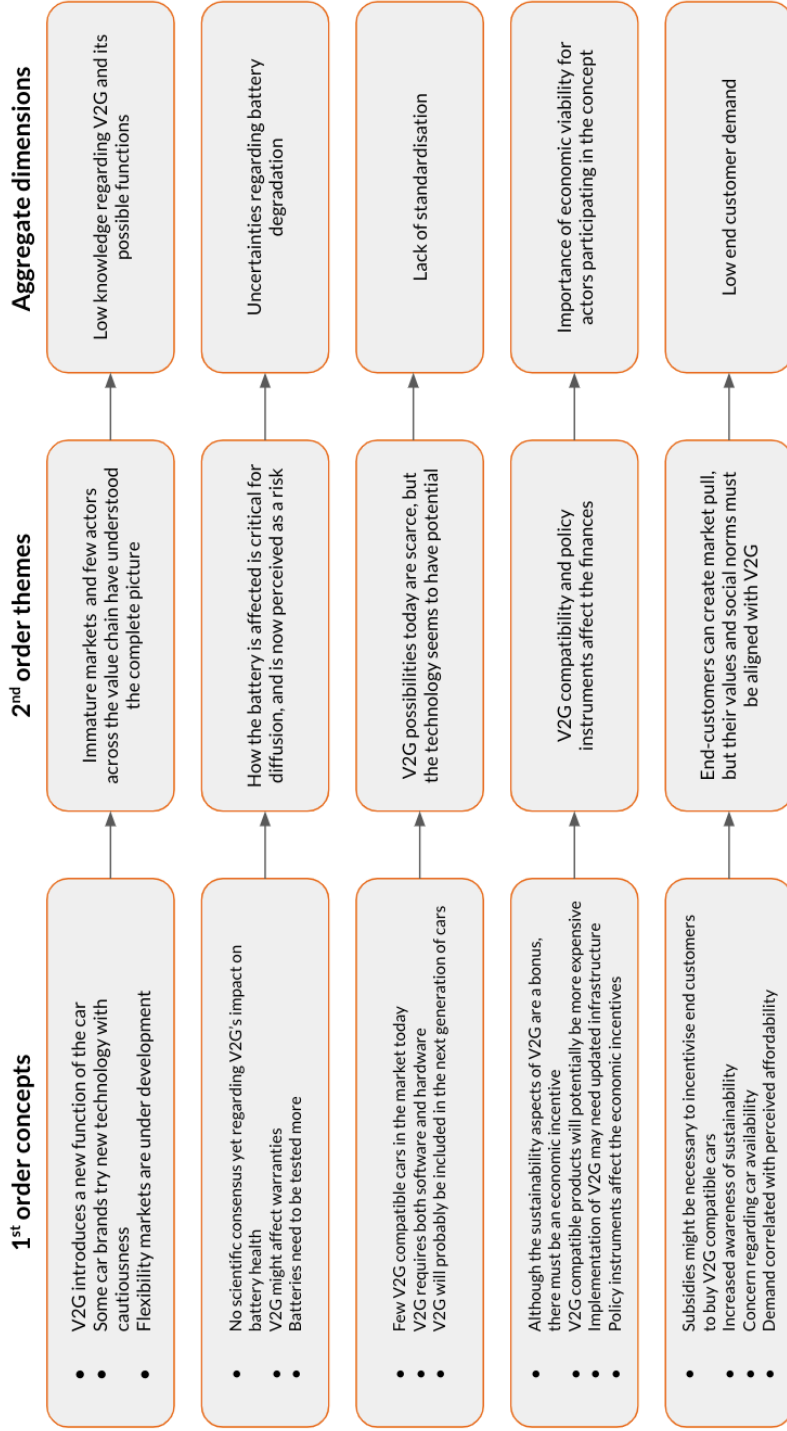 1st order concepts
2nd order themes
Aggregate dimensions
• V2G introduces a new function of the car
• Some car brands try new technology with
cautiousness
• Flexibility markets are under development
Immature markets and few actors
across the value chain have understood
the complete picture
Low knowledge regarding V2G and its
possible functions
• No scientific consensus yet regarding V2G's impact on
battery health
• V2G might affect warranties
• Batteries need to be tested more
How the battery is affected is critical for
diffusion, and is now perceived as a risk
Uncertainties regarding battery
degradation
• Few V2G compatible cars in the market today
• V2G requires both software and hardware
• V2G will probably be included in the next generation of cars
V2G possibilities today are scarce, but
the technology seems to have potential
Lack of standardisation
• Although the sustainability aspects of V2G are a bonus,
there must be an economic incentive
• V2G compatible products will potentially be more expensive
• Implementation of V2G may need updated infrastructure
• Policy instruments affect the economic incentives
V2G compatibility and policy
instruments affect the finances
Importance of economic viability for
actors participating in the concept
• Subsidies might be necessary to incentivise end customers
to buy V2G compatible cars
• Increased awareness of sustainability
• Concern regarding car availability
• Demand correlated with perceived affordability
End-customers can create market pull,
but their values and social norms must
be aligned with V2G
Low end customer demand